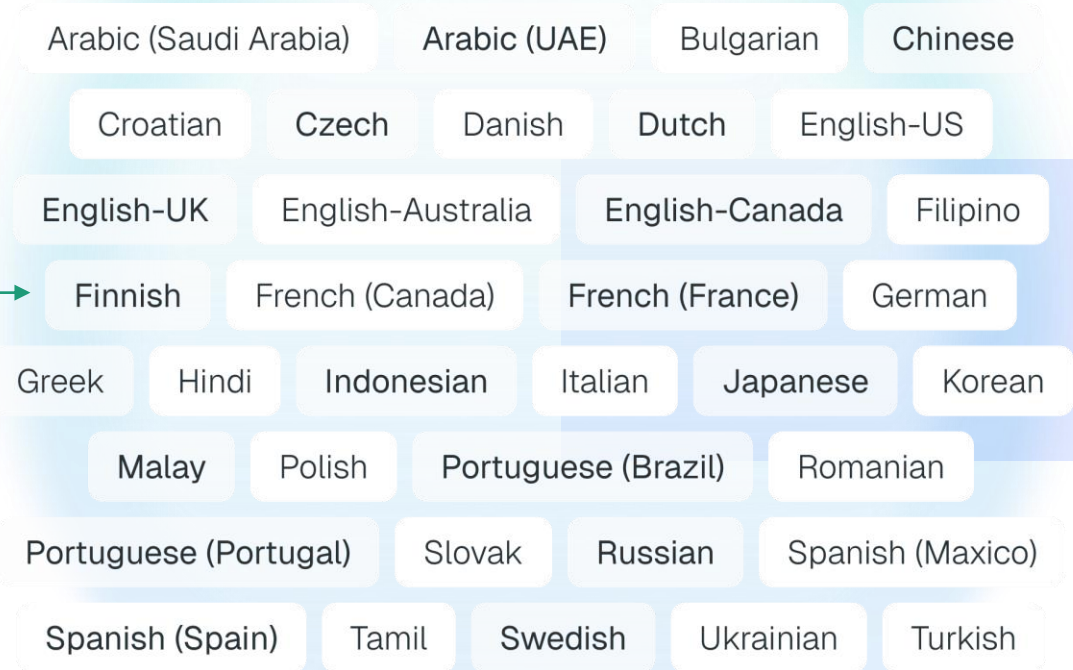 Arabic (Saudi Arabia) Arabic (UAE) Bulgarian Chinese
Croatian Czech Danish Dutch English-US
English-UK English-Australia English-Canada Filipino
Finnish French (Canada) French (France) German
Greek Hindi Indonesian Italian Japanese Korean
Malay Polish Portuguese (Brazil) Romanian
Portuguese (Portugal) Slovak Russian Spanish (Maxico)
Spanish (Spain) Tamil Swedish Ukrainian Turkish